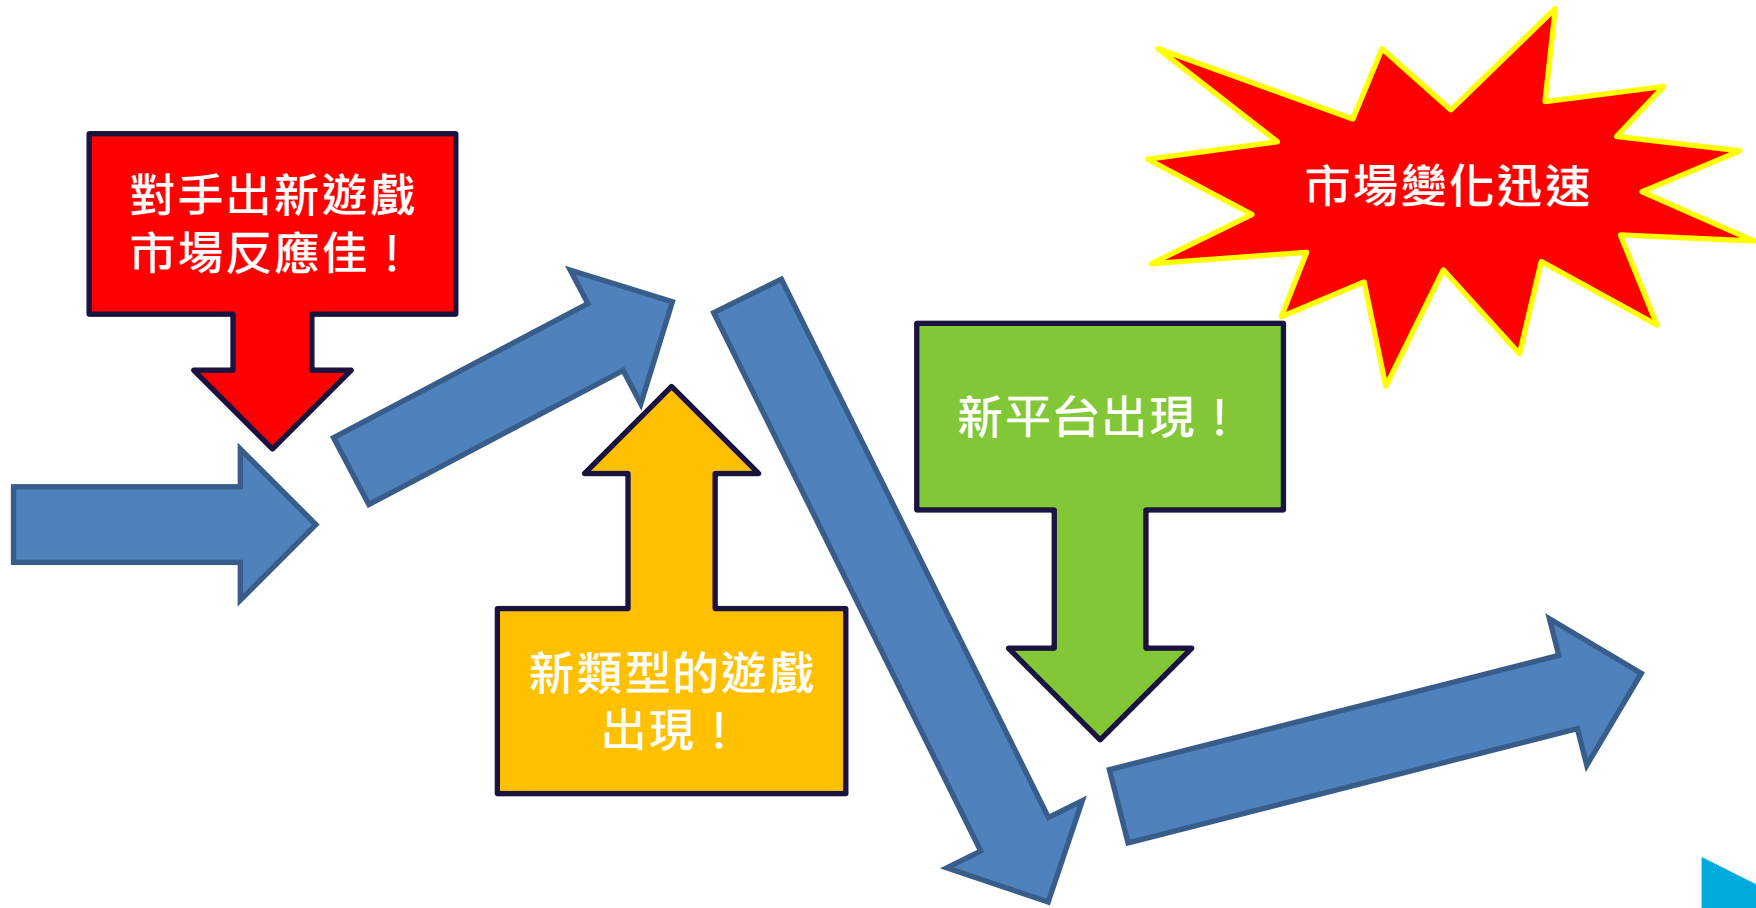 市場變化迅速
對手出新遊戲
市場反應佳！
新平台出現！
新類型的遊戲
出現！